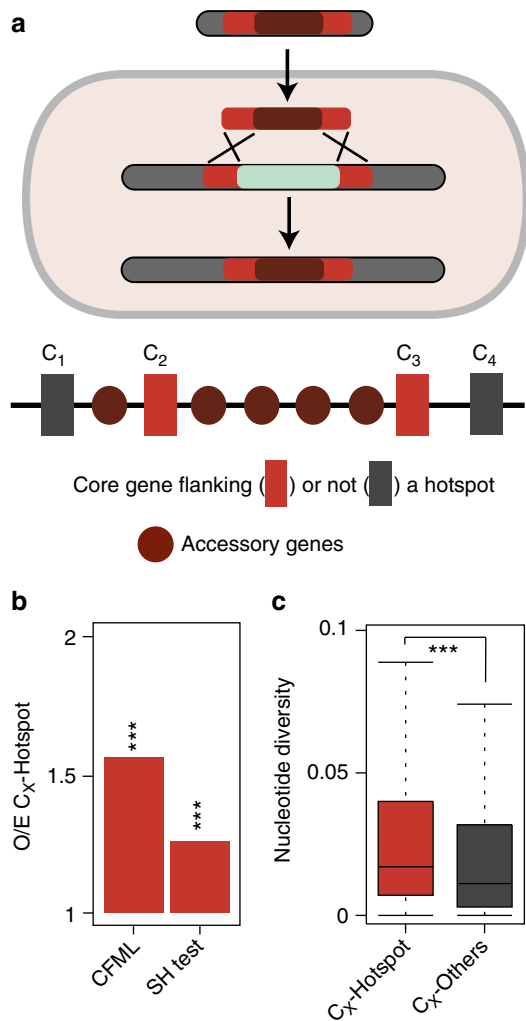 a
C₁ C₂ C₃ C₄
Core gene flanking ( ) or not ( ) a hotspot
Accessory genes
b
O/E Cₓ-Hotspot
2
1.5
1
***
***
CFML
SH test
c
Nucleotide diversity
0.1
0.05
0
***
Cₓ-Hotspot
Cₓ-Others